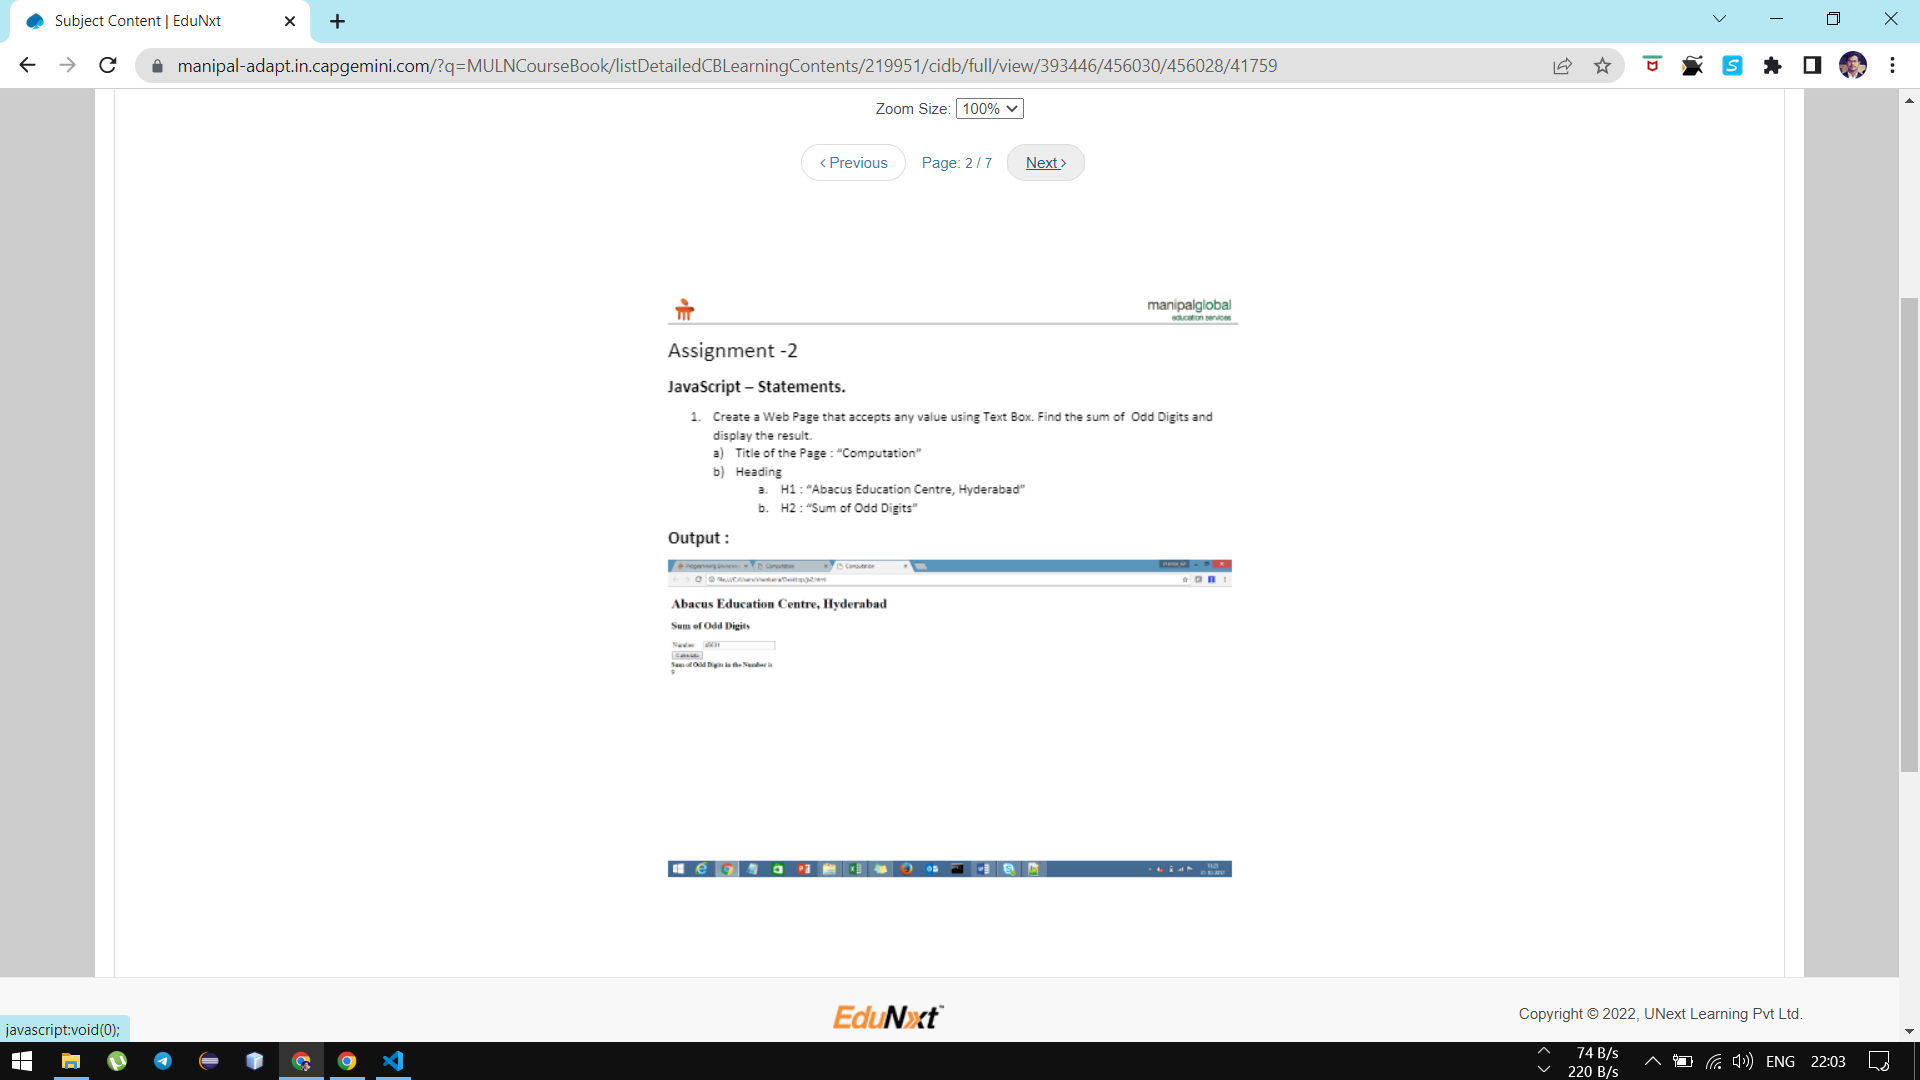 Subject Content | EduNxt
manipal-adapt.in.capgemini.com/?q=MULNCourseBook/listDetailedCBLearningContents/219951/cidb/full/view/393446/456030/456028/41759
Zoom Size: 100%
‹ Previous Page: 2 / 7 Next ›
manipalglobal
education services
Assignment -2
JavaScript – Statements.
1. Create a Web Page that accepts any value using Text Box. Find the sum of Odd Digits and
display the result.
a) Title of the Page : “Computation”
b) Heading
a. H1 : “Abacus Education Centre, Hyderabad”
b. H2 : “Sum of Odd Digits”
Output :
Computation Computation
Abacus Education Centre, Hyderabad
Sum of Odd Digits
Number
Calculate
Sum of Odd Digits in the Number is
9
EduNxt™
Copyright © 2022, UNext Learning Pvt Ltd.
javascript:void(0);
74 B/s
220 B/s
ENG 22:03